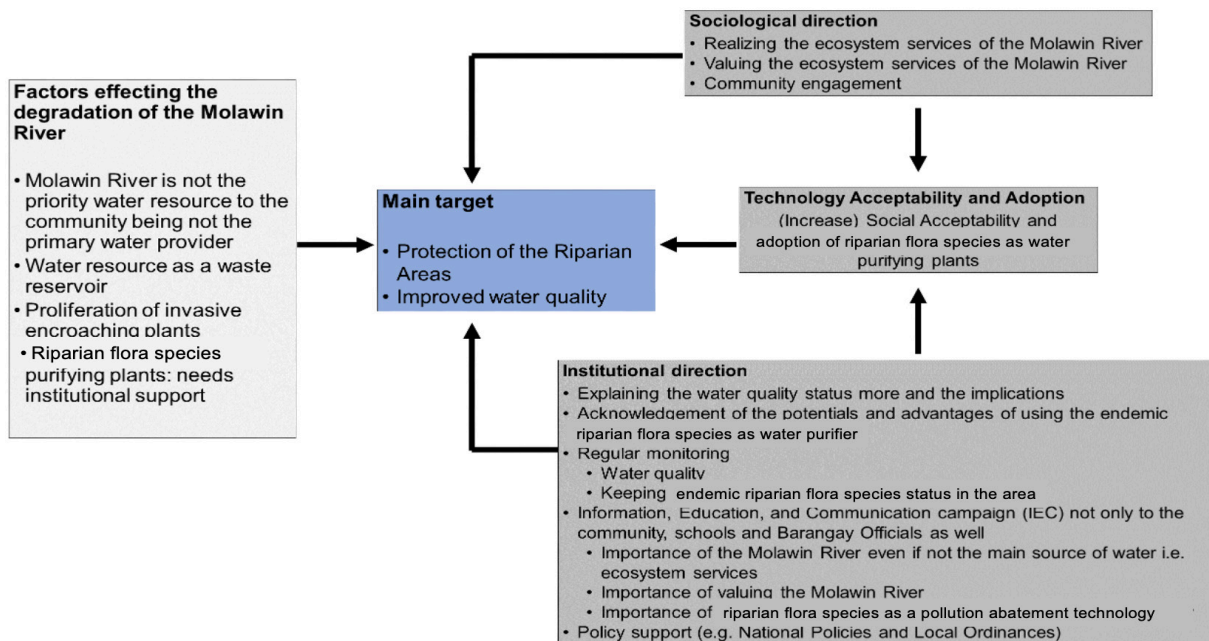 Sociological direction
• Realizing the ecosystem services of the Molawin River
• Valuing the ecosystem services of the Molawin River
• Community engagement
Factors effecting the
degradation of the Molawin
River
• Molawin River is not the
priority water resource to the
community being not the
primary water provider
• Water resource as a waste
reservoir
• Proliferation of invasive
encroaching plants
• Riparian flora species
purifying plants: needs
institutional support
Main target
• Protection of the Riparian
Areas
• Improved water quality
Technology Acceptability and Adoption
(Increase) Social Acceptability and
adoption of riparian flora species as water
purifying plants
Institutional direction
• Explaining the water quality status more and the implications
• Acknowledgement of the potentials and advantages of using the endemic
riparian flora species as water purifier
• Regular monitoring
• Water quality
• Keeping endemic riparian flora species status in the area
• Information, Education, and Communication campaign (IEC) not only to the
community, schools and Barangay Officials as well
• Importance of the Molawin River even if not the main source of water i.e.
ecosystem services
• Importance of valuing the Molawin River
• Importance of riparian flora species as a pollution abatement technology
• Policy support (e.g. National Policies and Local Ordinances)